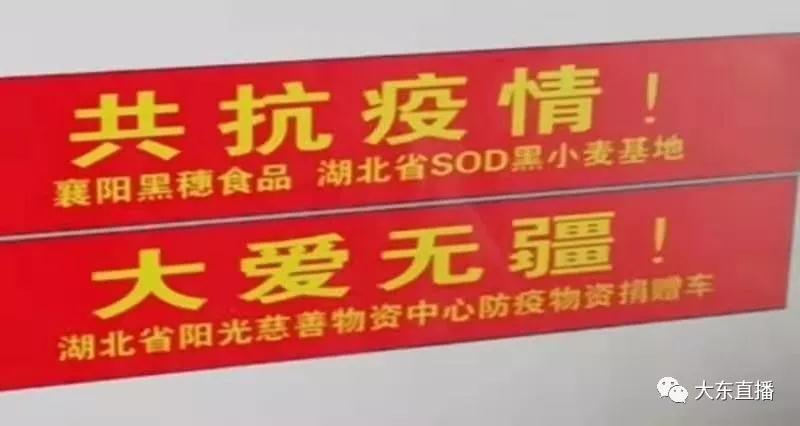 共抗疫情！
襄阳黑穗食品 湖北省SOD黑小麦基地
大爱无疆！
湖北省阳光慈善物资中心防疫物资捐赠车
大东直播